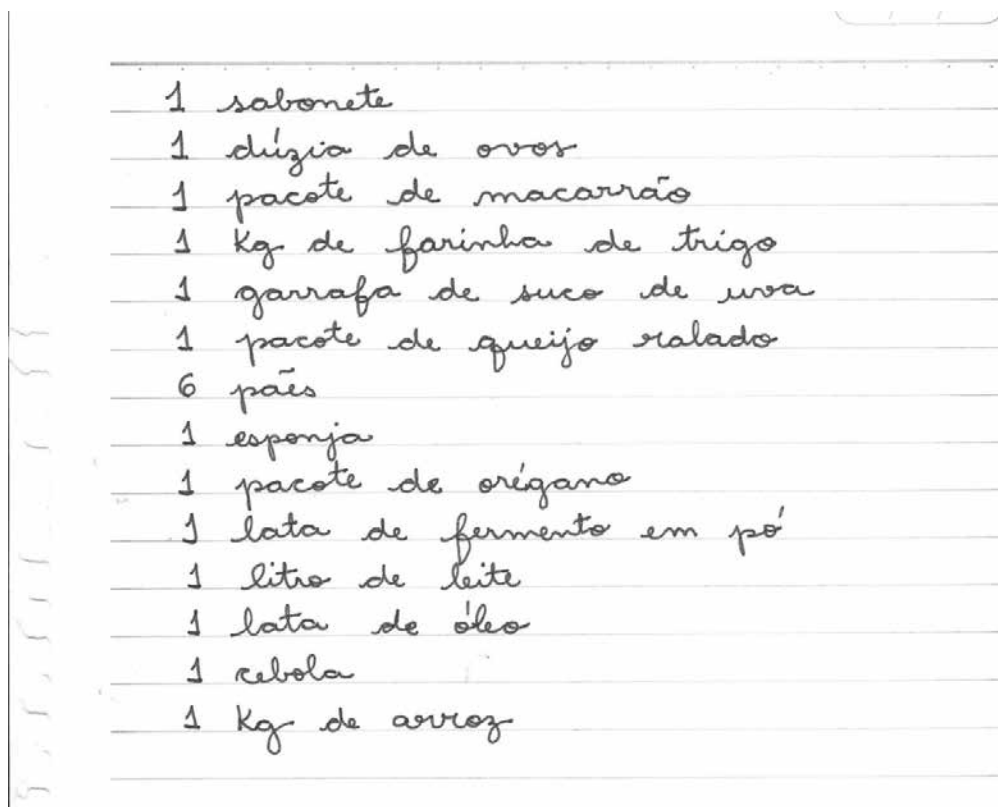 1 sabonete
1 dúzia de ovos
1 pacote de macarrão
1 Kg de farinha de trigo
1 garrafa de suco de uva
1 pacote de queijo ralado
6 pães
1 esponja
1 pacote de orégano
1 lata de fermento em pó
1 litro de leite
1 lata de óleo
1 cebola
1 Kg de arroz